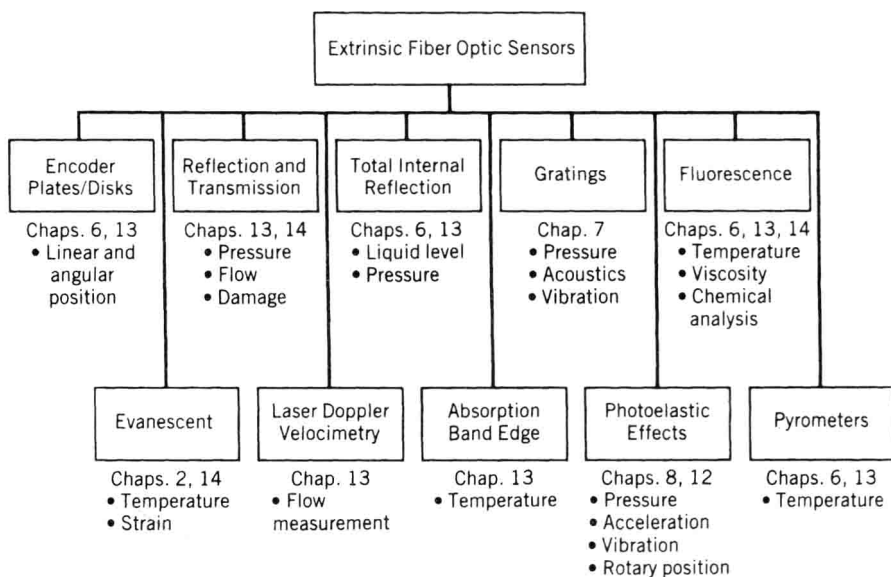 Extrinsic Fiber Optic Sensors
Encoder
Plates/Disks
Chaps. 6, 13
• Linear and
angular
position
Reflection and
Transmission
Chaps. 13, 14
• Pressure
• Flow
• Damage
Total Internal
Reflection
Chaps. 6, 13
• Liquid level
• Pressure
Gratings
Chap. 7
• Pressure
• Acoustics
• Vibration
Fluorescence
Chaps. 6, 13, 14
• Temperature
• Viscosity
• Chemical
analysis
Evanescent
Chaps. 2, 14
• Temperature
• Strain
Laser Doppler
Velocimetry
Chap. 13
• Flow
measurement
Absorption
Band Edge
Chap. 13
• Temperature
Photoelastic
Effects
Chaps. 8, 12
• Pressure
• Acceleration
• Vibration
• Rotary position
Pyrometers
Chaps. 6, 13
• Temperature